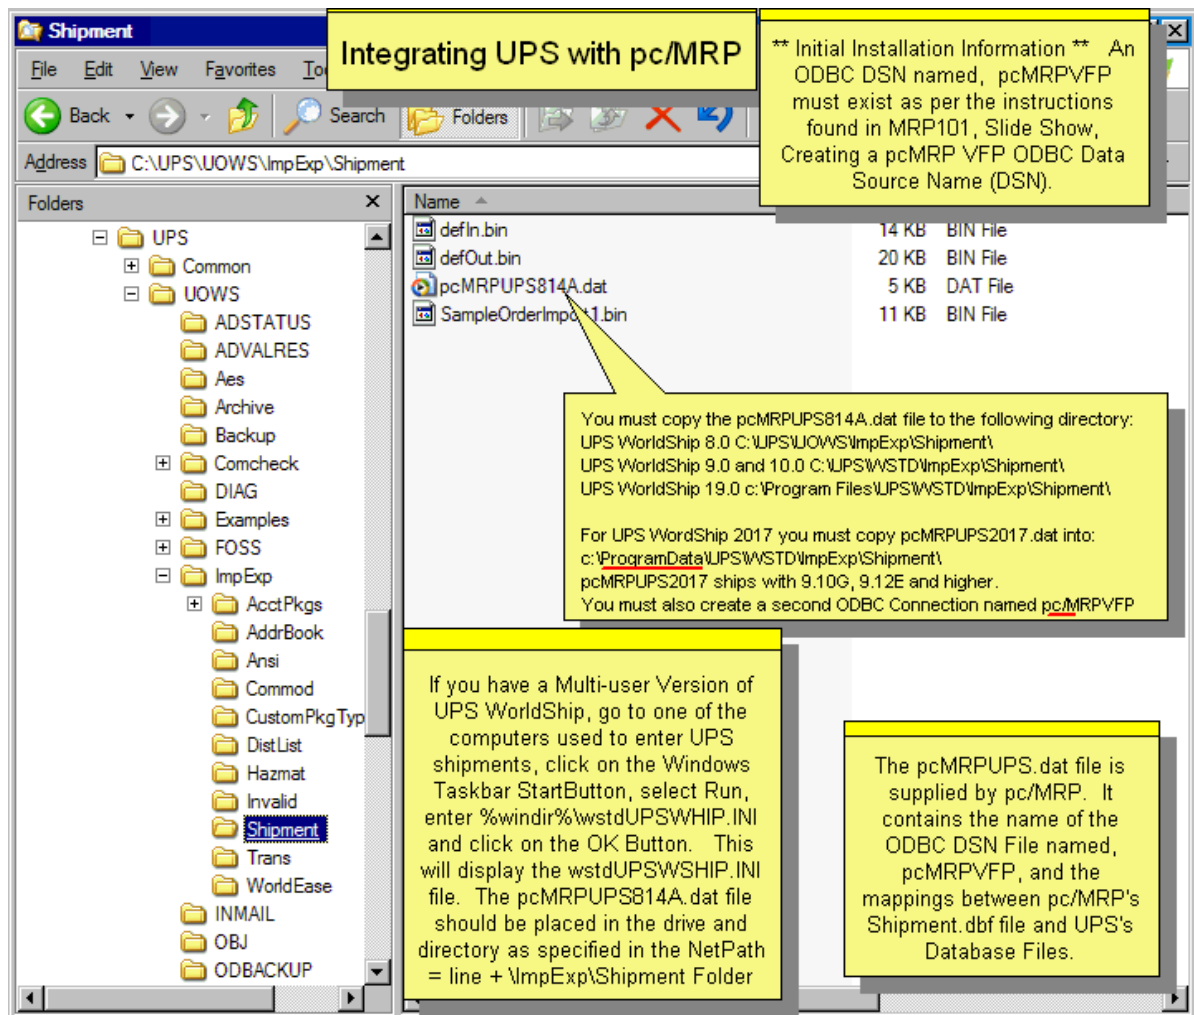 Shipment
Integrating UPS with pc/MRP
** Initial Installation Information ** An
ODBC DSN named, pcMRPVFP
must exist as per the instructions
found in MRP101, Slide Show,
Creating a pcMRP VFP ODBC Data
Source Name (DSN).
File Edit View Favorites
Back Search Folders
Address C:\UPS\UOWS\ImpExp\Shipment
Folders
UPS
Common
UOWS
ADSTATUS
ADVALRES
Aes
Archive
Backup
Comcheck
DIAG
Examples
FOSS
ImpExp
AcctPkgs
AddrBook
Ansi
Commod
CustomPkgTyp
DistList
Hazmat
Invalid
Shipment
Trans
WorldEase
INMAIL
OBJ
ODBACKUP
Name
defIn.bin 14 KB BIN File
defOut.bin 20 KB BIN File
pcMRPUPS814A.dat 5 KB DAT File
SampleOrderImport1.bin 11 KB BIN File
You must copy the pcMRPUPS814A.dat file to the following directory:
UPS WorldShip 8.0 C:\UPS\UOWS\ImpExp\Shipment\
UPS WorldShip 9.0 and 10.0 C:\UPS\WSTD\ImpExp\Shipment\
UPS WorldShip 19.0 c:\Program Files\UPS\WSTD\ImpExp\Shipment\
For UPS WordShip 2017 you must copy pcMRPUPS2017.dat into:
c:\ProgramData\UPS\WSTD\ImpExp\Shipment\
pcMRPUPS2017 ships with 9.10G, 9.12E and higher.
You must also create a second ODBC Connection named pc/MRPVFP
If you have a Multi-user Version of
UPS WorldShip, go to one of the
computers used to enter UPS
shipments, click on the Windows
Taskbar StartButton, select Run,
enter %windir%\wstdUPSWHIP.INI
and click on the OK Button. This
will display the wstdUPSWSHIP.INI
file. The pcMRPUPS814A.dat file
should be placed in the drive and
directory as specified in the NetPath
= line + \ImpExp\Shipment Folder
The pcMRPUPS.dat file is
supplied by pc/MRP. It
contains the name of the
ODBC DSN File named,
pcMRPVFP, and the
mappings between pc/MRP's
Shipment.dbf file and UPS's
Database Files.